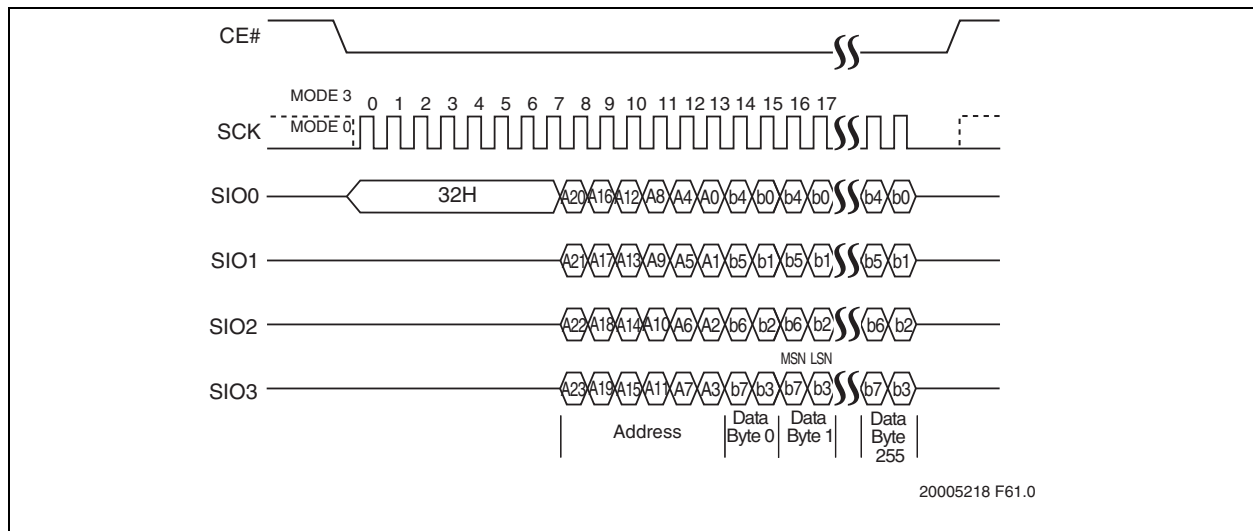 CE#
MODE 3
0 1 2 3 4 5 6 7 8 9 10 11 12 13 14 15 16 17
SCK
MODE 0
SIO0
32H
A20 A16 A12 A8 A4 A0 b4 b0 b4 b0 b4 b0
SIO1
A21 A17 A13 A9 A5 A1 b5 b1 b5 b1 b5 b1
SIO2
A22 A18 A14 A10 A6 A2 b6 b2 b6 b2 b6 b2
MSN LSN
SIO3
A23 A19 A15 A11 A7 A3 b7 b3 b7 b3 b7 b3
Address
Data
Byte 0
Data
Byte 1
Data
Byte
255
20005218 F61.0